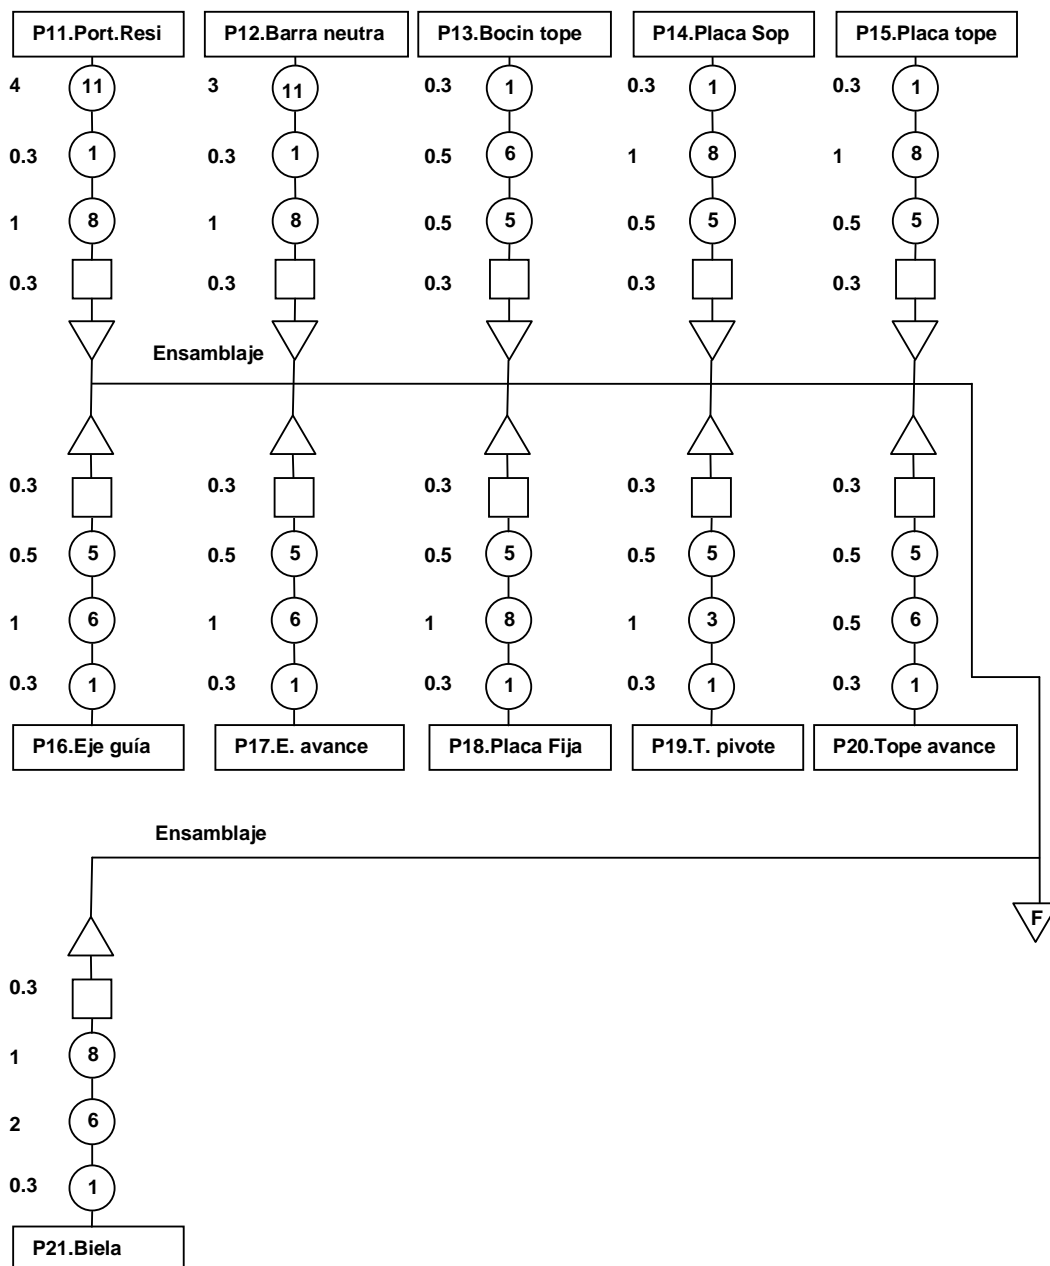 P11.Port.Resi P12.Barra neutra P13.Bocin tope P14.Placa Sop P15.Placa tope
4 11 3 11 0.3 1 0.3 1 0.3 1
0.3 1 0.3 1 0.5 6 1 8 1 8
1 8 1 8 0.5 5 0.5 5 0.5 5
0.3 0.3 0.3 0.3 0.3
Ensamblaje
0.3 0.3 0.3 0.3 0.3
0.5 5 0.5 5 0.5 5 0.5 5 0.5 5
1 6 1 6 1 8 1 3 0.5 6
0.3 1 0.3 1 0.3 1 0.3 1 0.3 1
P16.Eje guía P17.E. avance P18.Placa Fija P19.T. pivote P20.Tope avance
Ensamblaje
F
0.3
1 8
2 6
0.3 1
P21.Biela